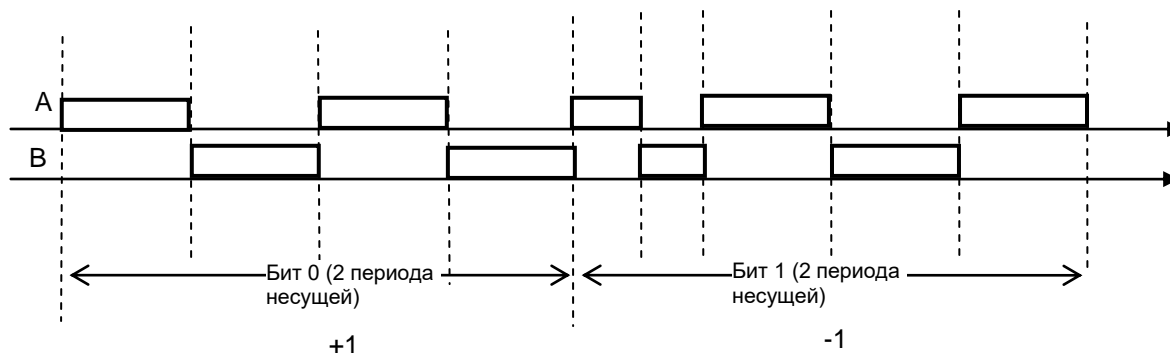 A
B
Бит 0 (2 периода
несущей)
Бит 1 (2 периода
несущей)
+1
-1